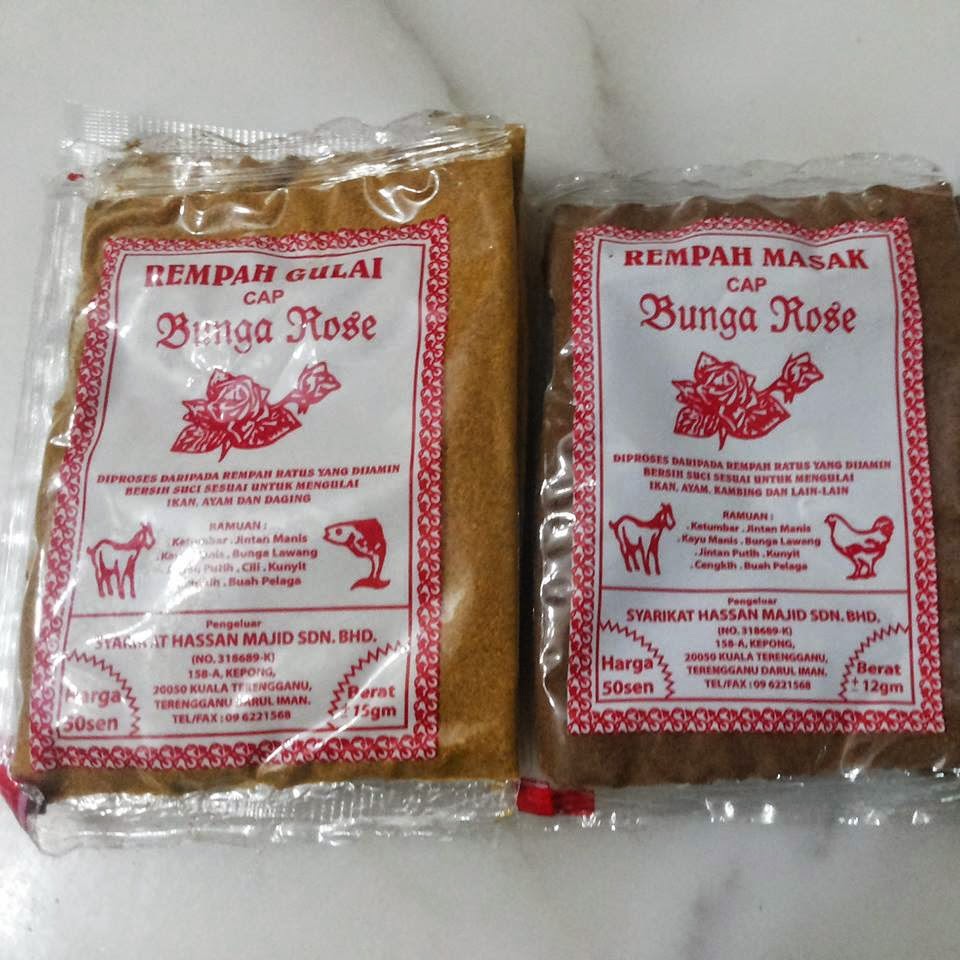 REMPAH GULAI
CAP
Bunga Rose
DIPROSES DARIPADA REMPAH RATUS YANG DIJAMIN
BERSIH SUCI SESUAI UNTUK MENGULAI
IKAN, AYAM DAN DAGING
RAMUAN :
. Ketumbar . Jintan Manis
. Kayu Manis . Bunga Lawang
Putih . Cili . Kunyit
Cengkih . Buah Pelaga
Pengeluar
SYARIKAT HASSAN MAJID SDN. BHD.
(NO. 318689-K)
158-A, KEPONG,
20050 KUALA TERENGGANU,
TERENGGANU DARUL IMAN.
TEL/FAX : 09 6221568
Harga
50sen
Berat
± 15gm
REMPAH MASAK
CAP
Bunga Rose
DIPROSES DARIPADA REMPAH RATUS YANG DIJAMIN
BERSIH SUCI SESUAI UNTUK MENGULAI
IKAN, AYAM, KAMBING DAN LAIN-LAIN
RAMUAN :
. Ketumbar . Jintan Manis
. Kayu Manis . Bunga Lawang
. Jintan Putih . Kunyit
. Cengkih . Buah Pelaga
Pengeluar
SYARIKAT HASSAN MAJID SDN. BHD.
(NO. 318689-K)
158-A, KEPONG,
20050 KUALA TERENGGANU,
TERENGGANU DARUL IMAN.
TEL/FAX : 09 6221568
Harga
50sen
Berat
± 12gm